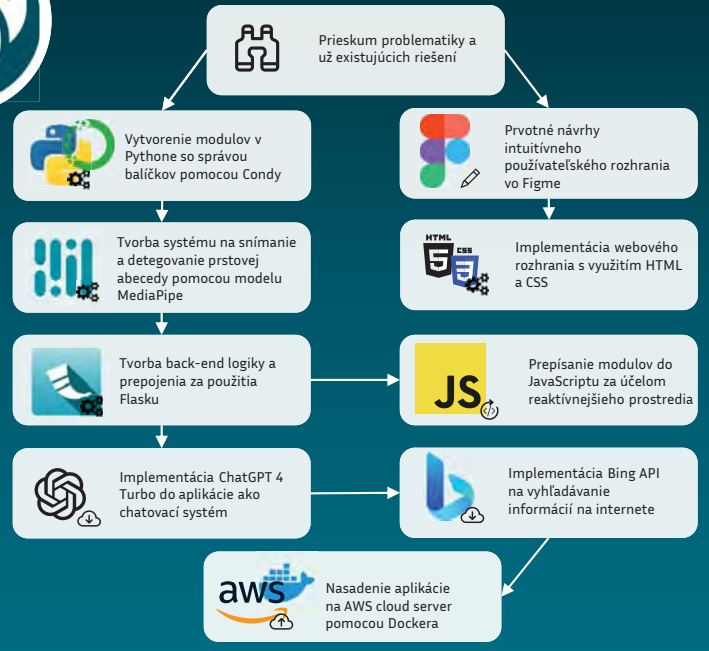 Prieskum problematiky a
už existujúcich riešení
Vytvorenie modulov v
Pythone so správou
balíčkov pomocou Condy
Prvotné návrhy
intuitívneho
používateľského rozhrania
vo Figme
Tvorba systému na snímanie
a detegovanie prstovej
abecedy pomocou modelu
MediaPipe
HTML
CSS
5
3
Implementácia webového
rozhrania s využitím HTML
a CSS
Tvorba back-end logiky a
prepojenia za použitia
Flasku
JS
Prepísanie modulov do
JavaScriptu za účelom
reaktívnejšieho prostredia
Implementácia ChatGPT 4
Turbo do aplikácie ako
chatovací systém
Implementácia Bing API
na vyhľadávanie
informácií na internete
aws
Nasadenie aplikácie
na AWS cloud server
pomocou Dockera